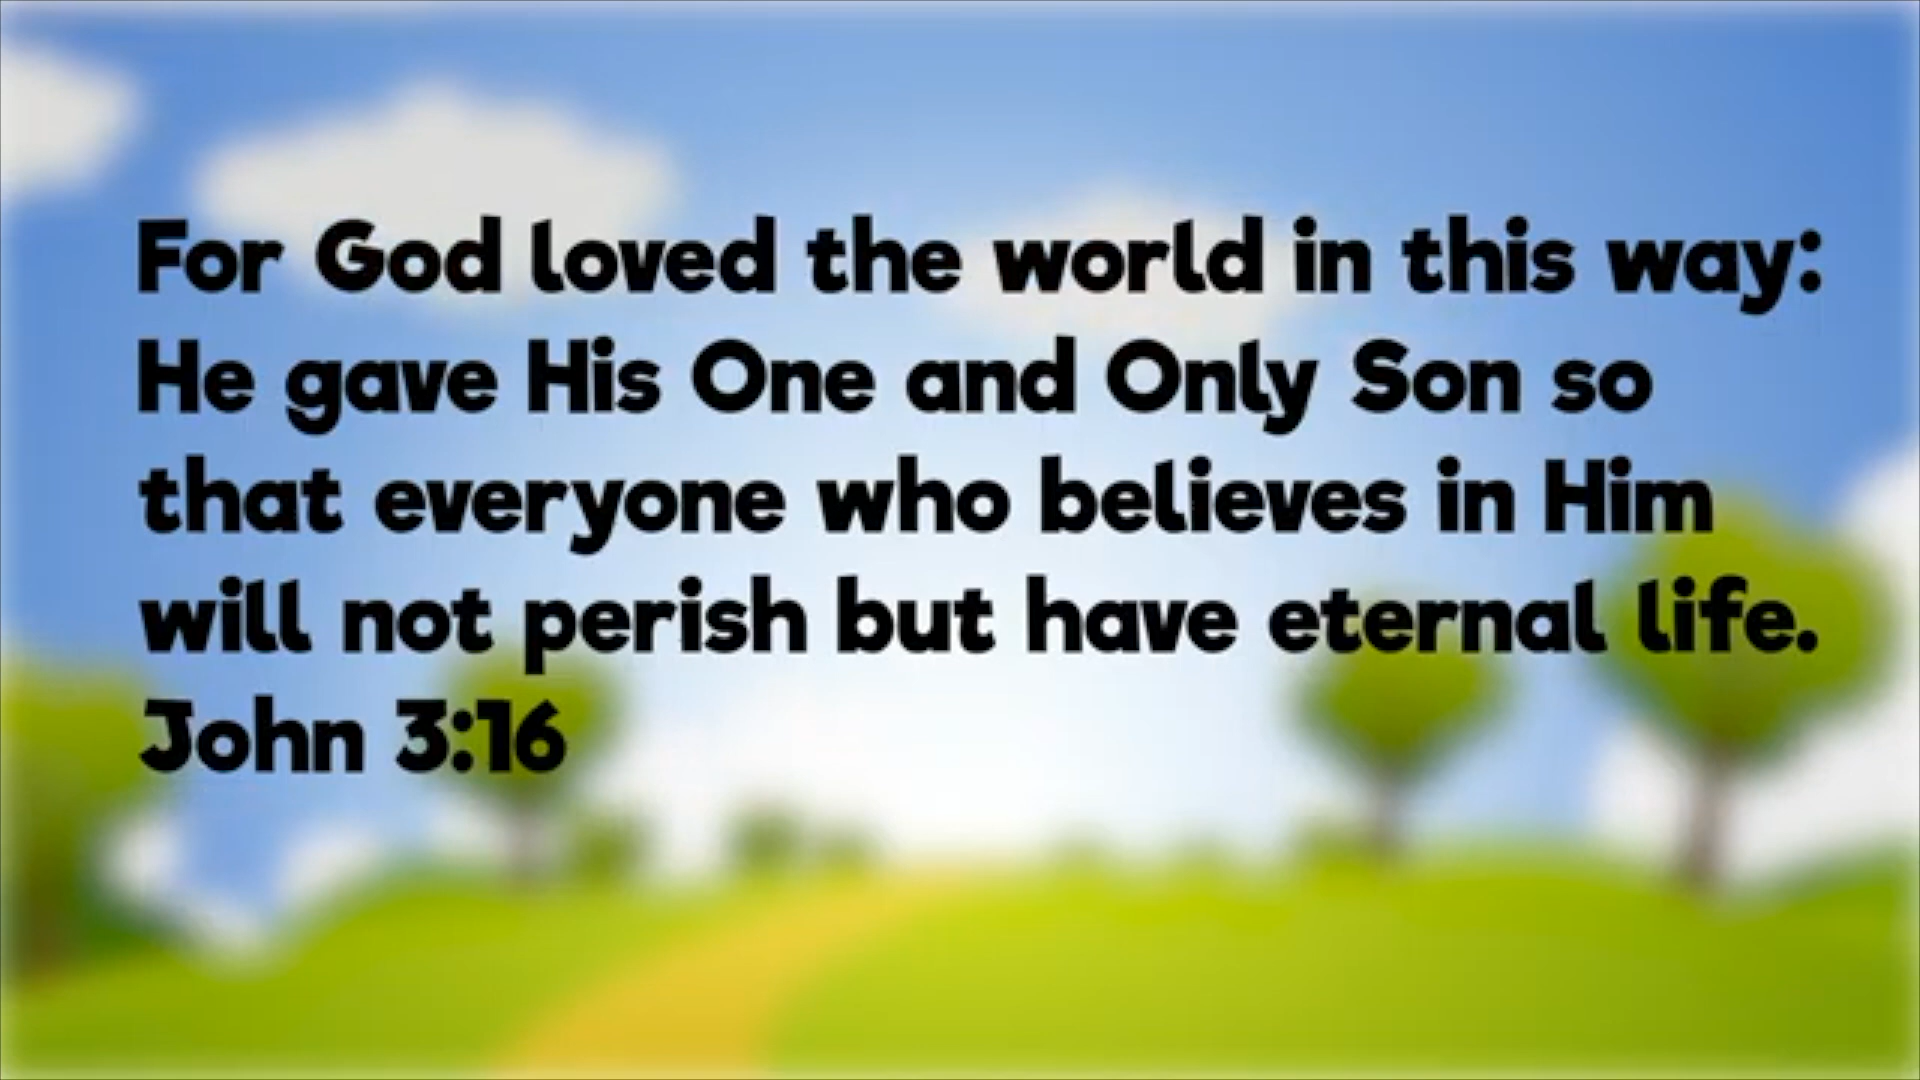 For God loved the world in this way:
He gave His One and Only Son so
that everyone who believes in Him
will not perish but have eternal life.
John 3:16